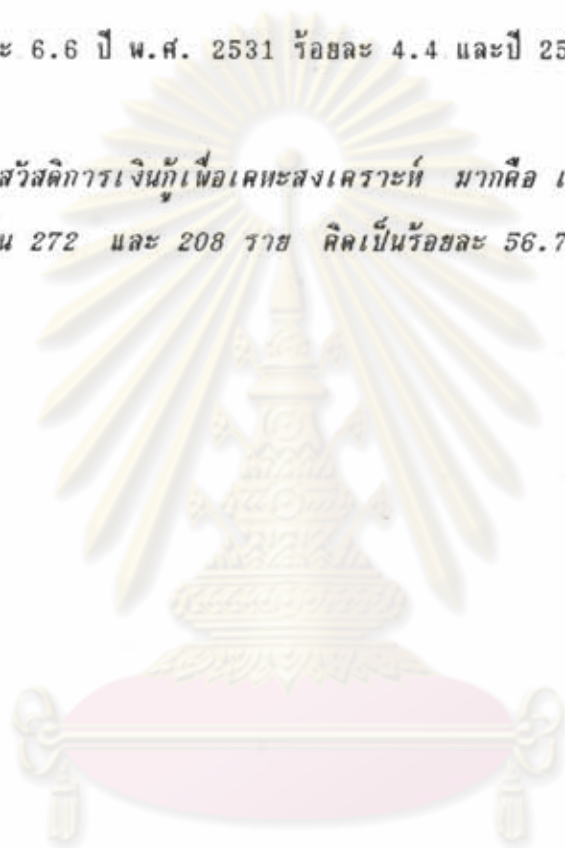 ะ 6.6 ปี พ.ศ. 2531 ร้อยละ 4.4 และปี 25
สวัสดิการเงินกู้เพื่อเคหะสงเคราะห์ มากคือ เ
น 272 และ 208 ราย คิดเป็นร้อยละ 56.7